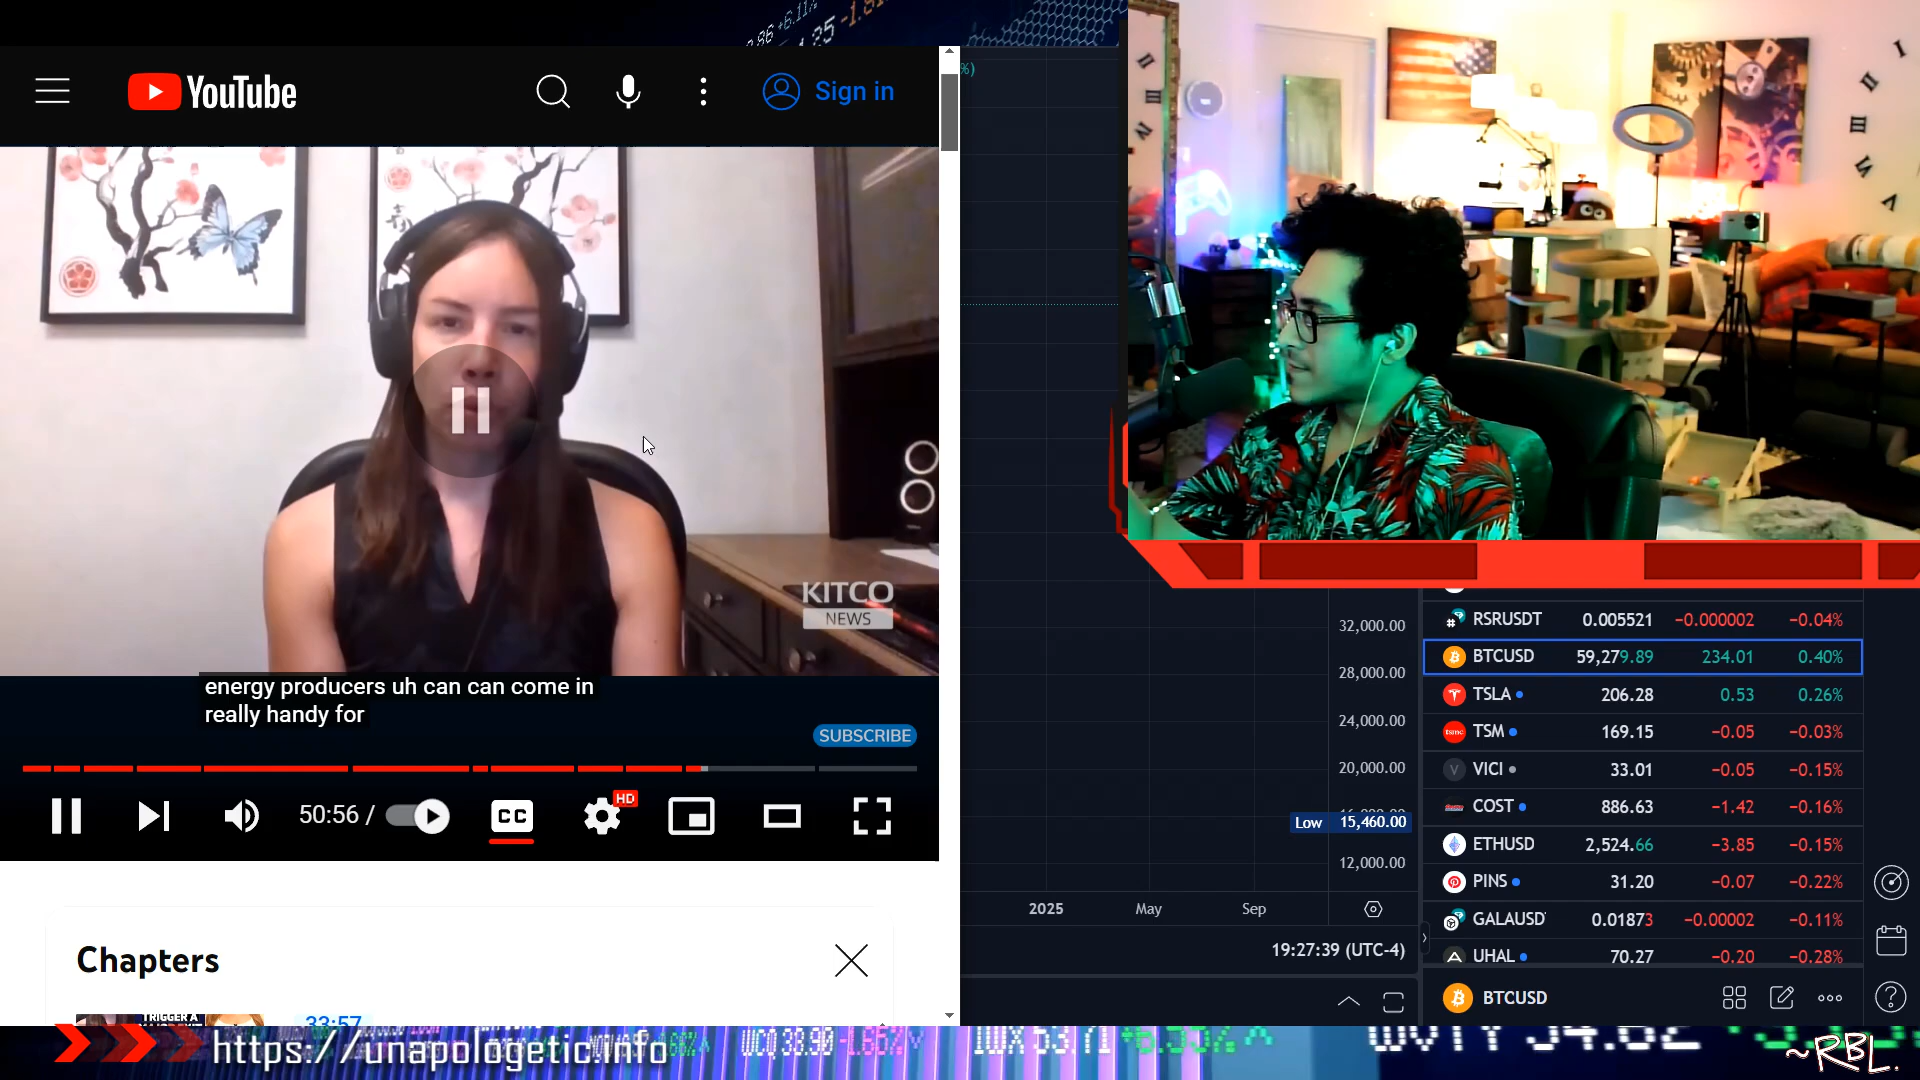 YouTube
Sign in
%)
KITCO
NEWS
energy producers uh can can come in
really handy for
SUBSCRIBE
50:56 /
CC
HD
Chapters
33:57
https://unapologetic.info
32,000.00
28,000.00
24,000.00
20,000.00
Low 15,460.00
12,000.00
2025 May Sep
19:27:39 (UTC-4)
RSRUSDT 0.005521 −0.000002 −0.04%
BTCUSD 59,279.89 234.01 0.40%
TSLA 206.28 0.53 0.26%
TSM 169.15 −0.05 −0.03%
VICI 33.01 −0.05 −0.15%
COST 886.63 −1.42 −0.16%
ETHUSD 2,524.66 −3.85 −0.15%
PINS 31.20 −0.07 −0.22%
GALAUSD 0.01873 −0.00002 −0.11%
UHAL 70.27 −0.20 −0.28%
BTCUSD
~RBL.